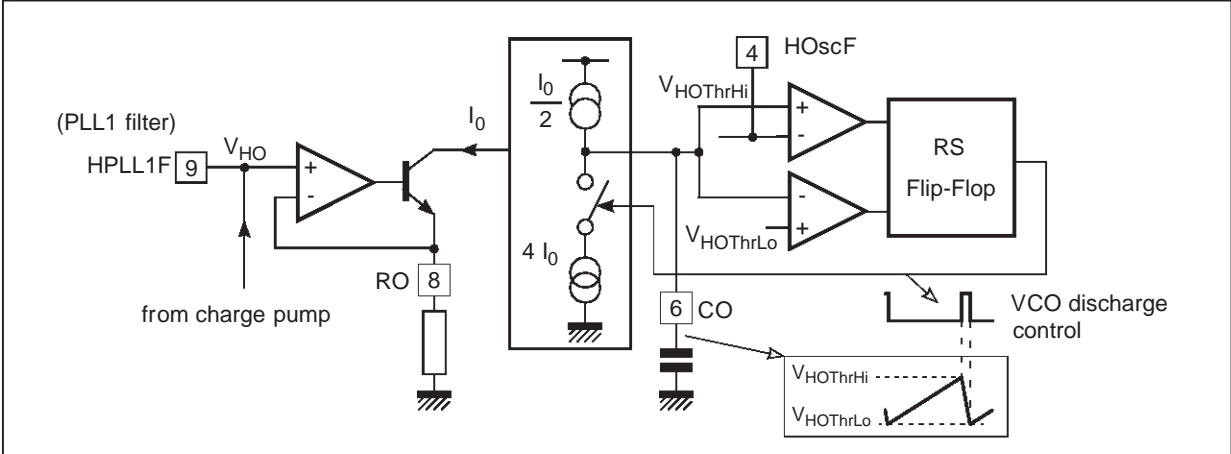 (PLL1 filter)
HPLL1F 9
V_HO
from charge pump
+
-
RO 8
I_0
I_0
2
4 I_0
4 HOscF
V_HOThrHi
+
-
-
+
V_HOThrLo
RS
Flip-Flop
6 CO
VCO discharge
control
V_HOThrHi
V_HOThrLo